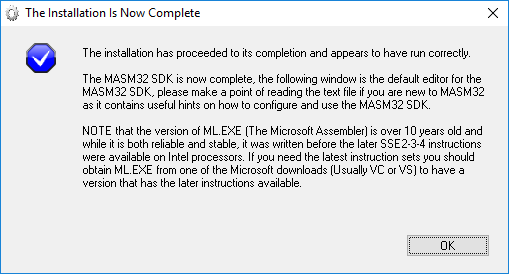 The Installation Is Now Complete
The installation has proceeded to its completion and appears to have run correctly.
The MASM32 SDK is now complete, the following window is the default editor for the
MASM32 SDK, please make a point of reading the text file if you are new to MASM32
as it contains useful hints on how to configure and use the MASM32 SDK.
NOTE that the version of ML.EXE (The Microsoft Assembler) is over 10 years old and
while it is both reliable and stable, it was written before the later SSE2-3-4 instructions
were available on Intel processors. If you need the latest instruction sets you should
obtain ML.EXE from one of the Microsoft downloads (Usually VC or VS) to have a
version that has the later instructions available.
OK